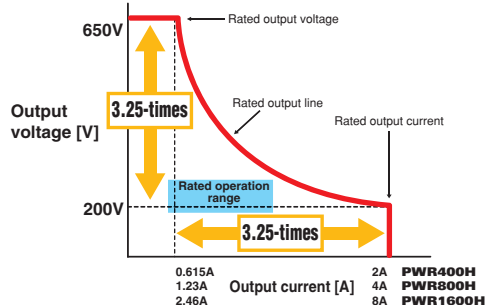 650V
Rated output voltage
3.25-times
Output
voltage [V]
Rated output line
Rated output current
Rated operation
range
200V
3.25-times
0.615A
1.23A
2.46A
Output current [A]
2A PWR400H
4A PWR800H
8A PWR1600H